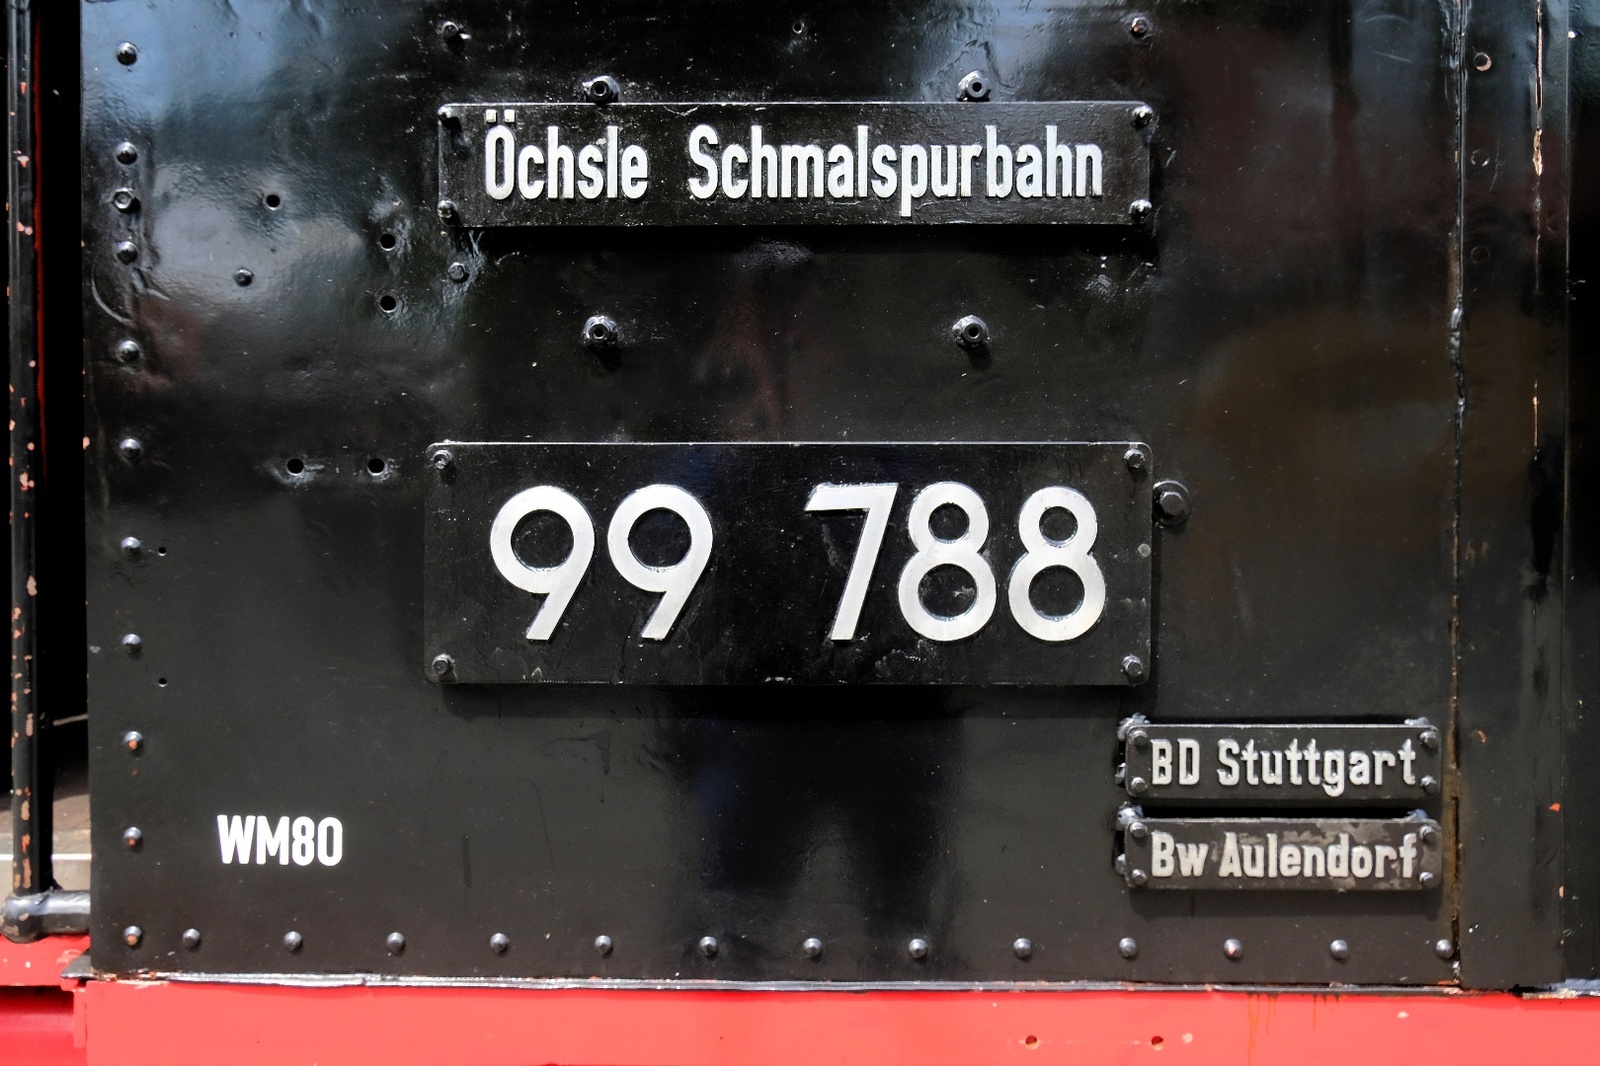 Öchsle Schmalspurbahn
99 788
BD Stuttgart
Bw Aulendorf
WM80